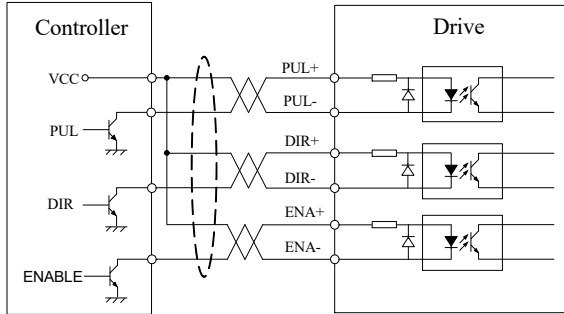 Controller
Drive
VCC
PUL+
PUL-
PUL
DIR+
DIR-
DIR
ENA+
ENA-
ENABLE